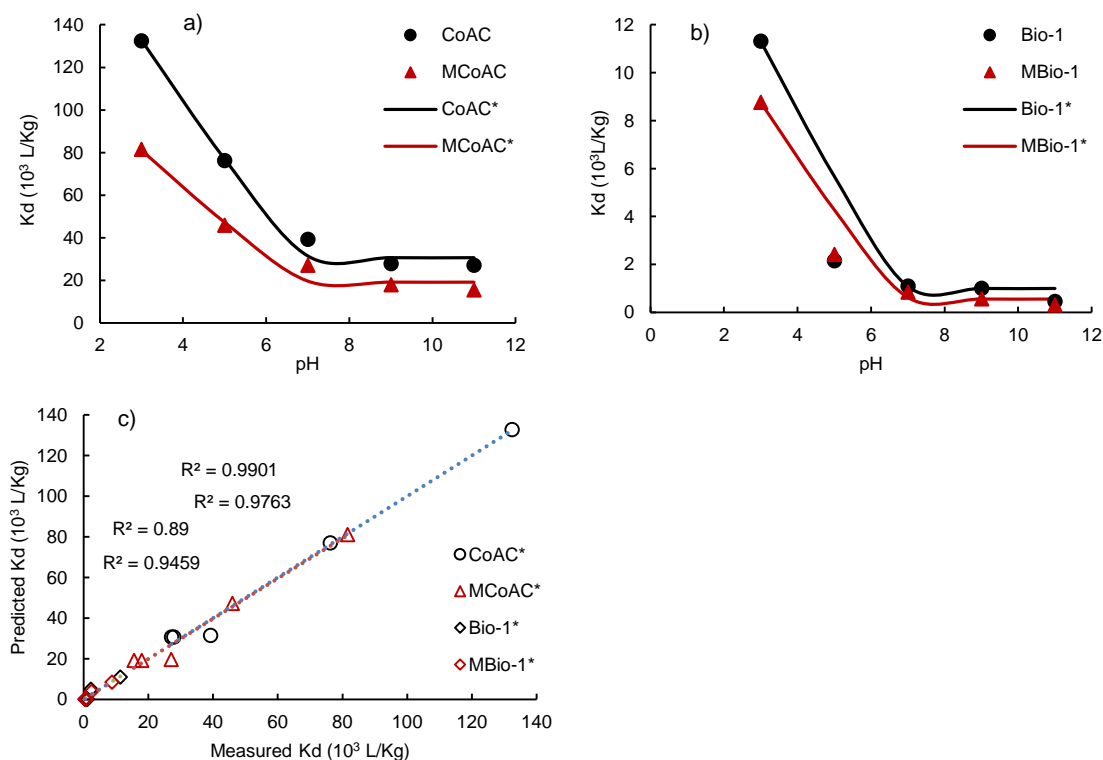 a)
Kd (10³ L/Kg)
140
120
100
80
60
40
20
0
2 4 6 8 10 12
pH
CoAC
MCoAC
CoAC*
MCoAC*
b)
Kd (10³L/Kg)
12
10
8
6
4
2
0
0 2 4 6 8 10 12
pH
Bio-1
MBio-1
Bio-1*
MBio-1*
c)
Predicted Kd (10³ L/Kg)
140
120
100
80
60
40
20
0
0 20 40 60 80 100 120 140
Measured Kd (10³ L/Kg)
R² = 0.9901
R² = 0.9763
R² = 0.89
R² = 0.9459
CoAC*
MCoAC*
Bio-1*
MBio-1*